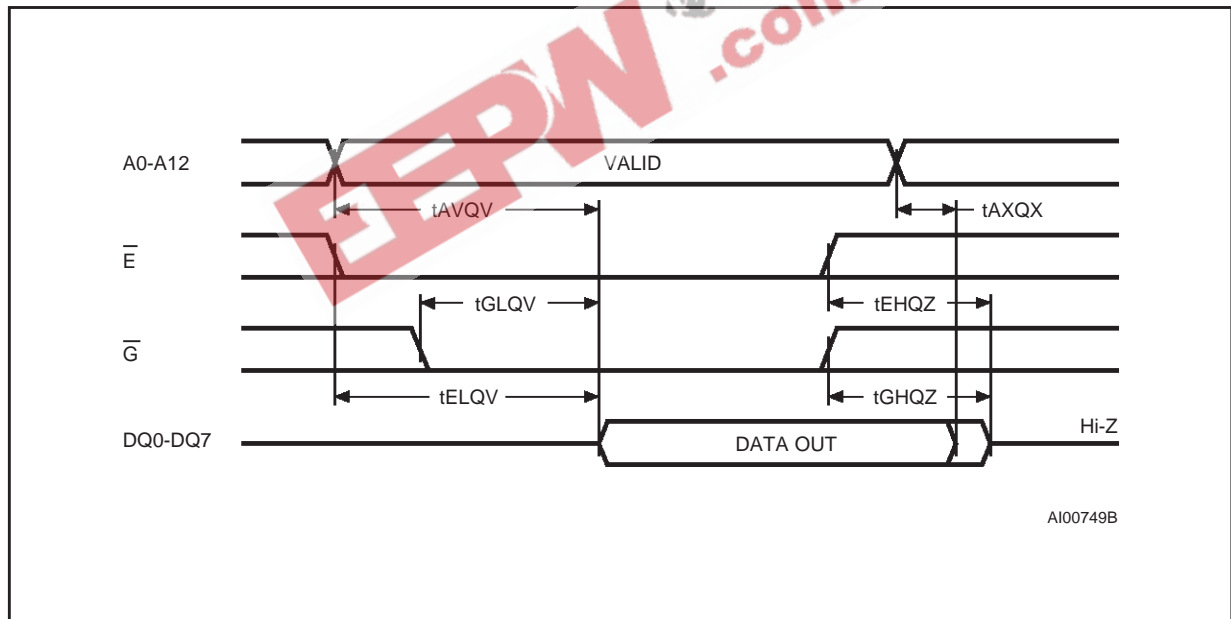 EEPW .com
A0-A12
VALID
tAVQV
tAXQX
E
tGLQV
tEHQZ
G
tELQV
tGHQZ
DQ0-DQ7
DATA OUT
Hi-Z
AI00749B